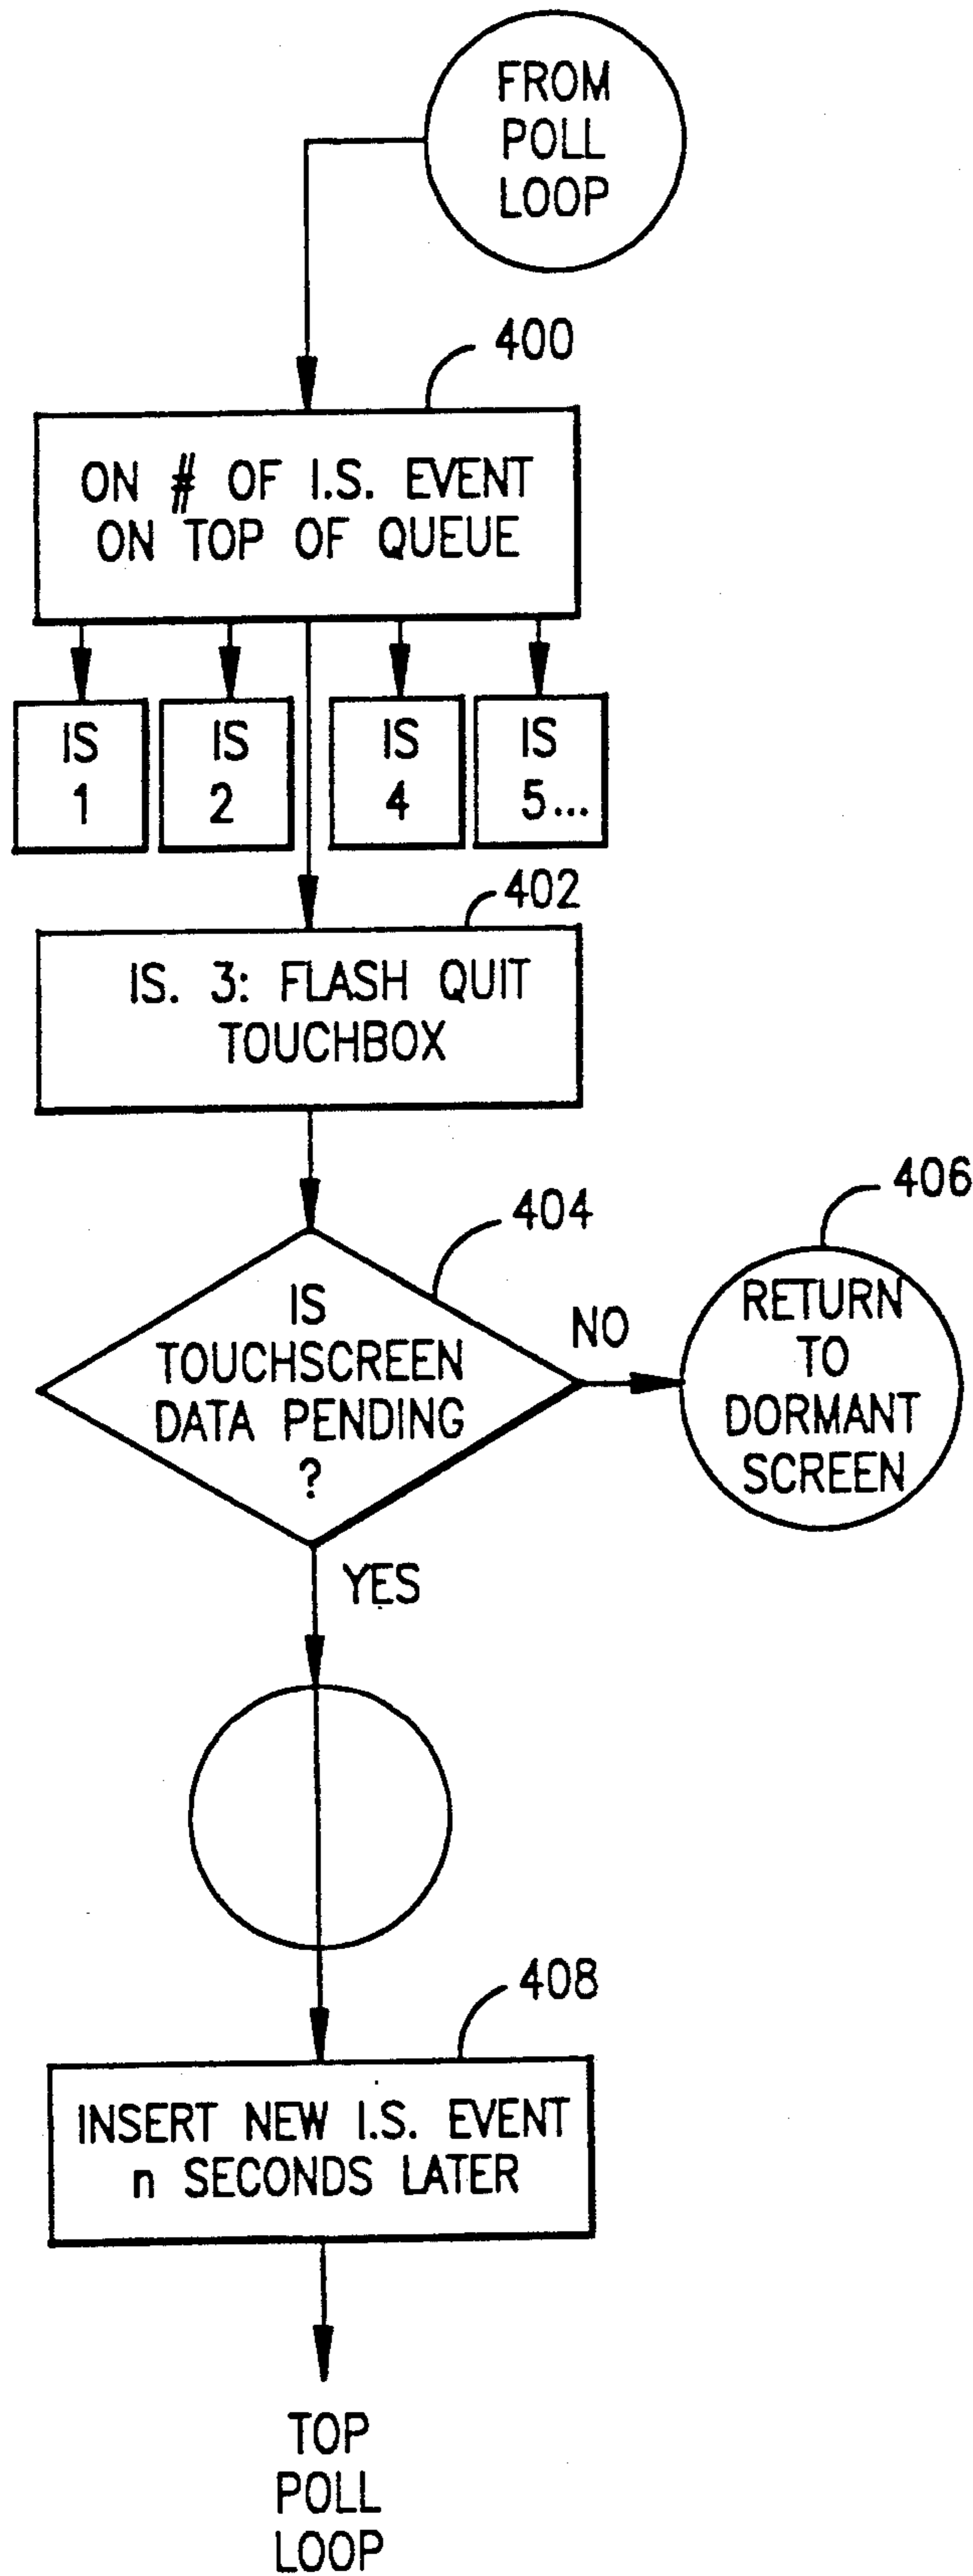 FROM
POLL
LOOP
400
ON # OF I.S. EVENT
ON TOP OF QUEUE
IS
1
IS
2
IS
4
IS
5...
402
IS. 3: FLASH QUIT
TOUCHBOX
404
IS
TOUCHSCREEN
DATA PENDING
?
NO
406
RETURN
TO
DORMANT
SCREEN
YES
408
INSERT NEW I.S. EVENT
n SECONDS LATER
TOP
POLL
LOOP